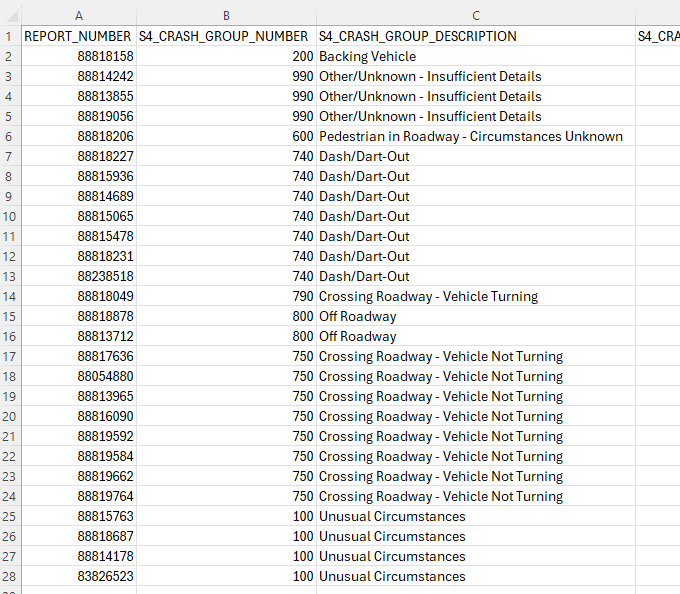 A B C
1 REPORT_NUMBER S4_CRASH_GROUP_NUMBER S4_CRASH_GROUP_DESCRIPTION S4_CRA
2 88818158 200 Backing Vehicle
3 88814242 990 Other/Unknown - Insufficient Details
4 88813855 990 Other/Unknown - Insufficient Details
5 88819056 990 Other/Unknown - Insufficient Details
6 88818206 600 Pedestrian in Roadway - Circumstances Unknown
7 88818227 740 Dash/Dart-Out
8 88815936 740 Dash/Dart-Out
9 88814689 740 Dash/Dart-Out
10 88815065 740 Dash/Dart-Out
11 88815478 740 Dash/Dart-Out
12 88818231 740 Dash/Dart-Out
13 88238518 740 Dash/Dart-Out
14 88818049 790 Crossing Roadway - Vehicle Turning
15 88818878 800 Off Roadway
16 88813712 800 Off Roadway
17 88817636 750 Crossing Roadway - Vehicle Not Turning
18 88054880 750 Crossing Roadway - Vehicle Not Turning
19 88813965 750 Crossing Roadway - Vehicle Not Turning
20 88816090 750 Crossing Roadway - Vehicle Not Turning
21 88819592 750 Crossing Roadway - Vehicle Not Turning
22 88819584 750 Crossing Roadway - Vehicle Not Turning
23 88819662 750 Crossing Roadway - Vehicle Not Turning
24 88819764 750 Crossing Roadway - Vehicle Not Turning
25 88815763 100 Unusual Circumstances
26 88818687 100 Unusual Circumstances
27 88814178 100 Unusual Circumstances
28 83826523 100 Unusual Circumstances